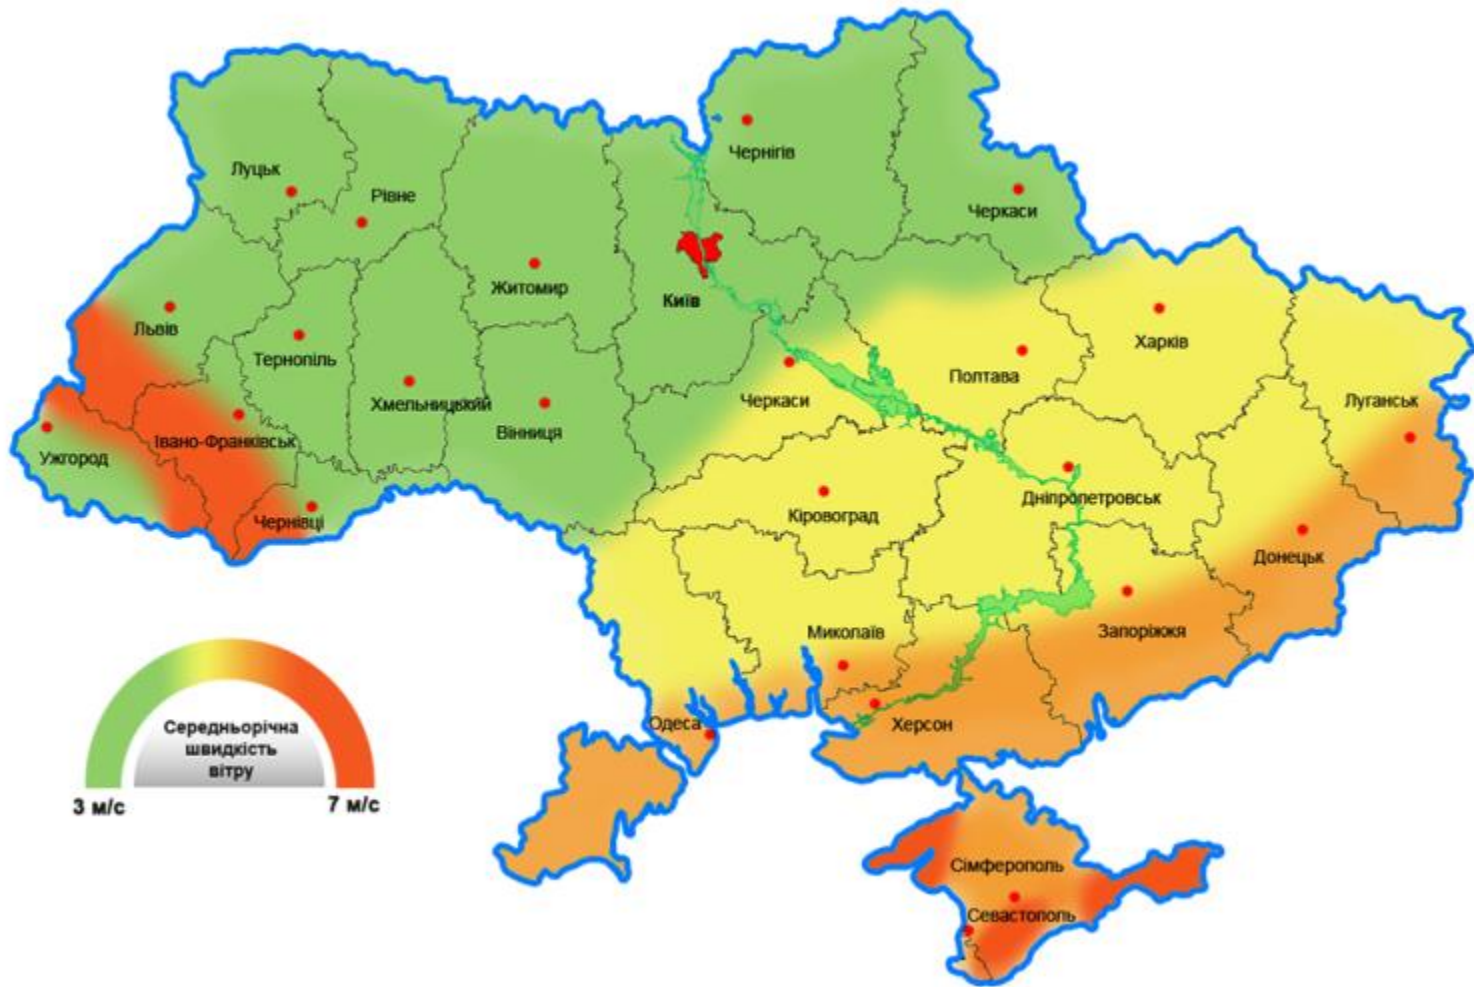 Чернігів
Луцьк
Рівне
Черкаси
Житомир
Київ
Львів
Тернопіль
Харків
Полтава
Хмельницький
Черкаси
Луганськ
Вінниця
Івано-Франківськ
Ужгород
Дніпропетровськ
Кіровоград
Чернівці
Донецьк
Миколаїв
Запоріжжя
Одеса
Херсон
Середньорічна
швидкість
вітру
3 м/с
7 м/с
Сімферополь
Севастополь